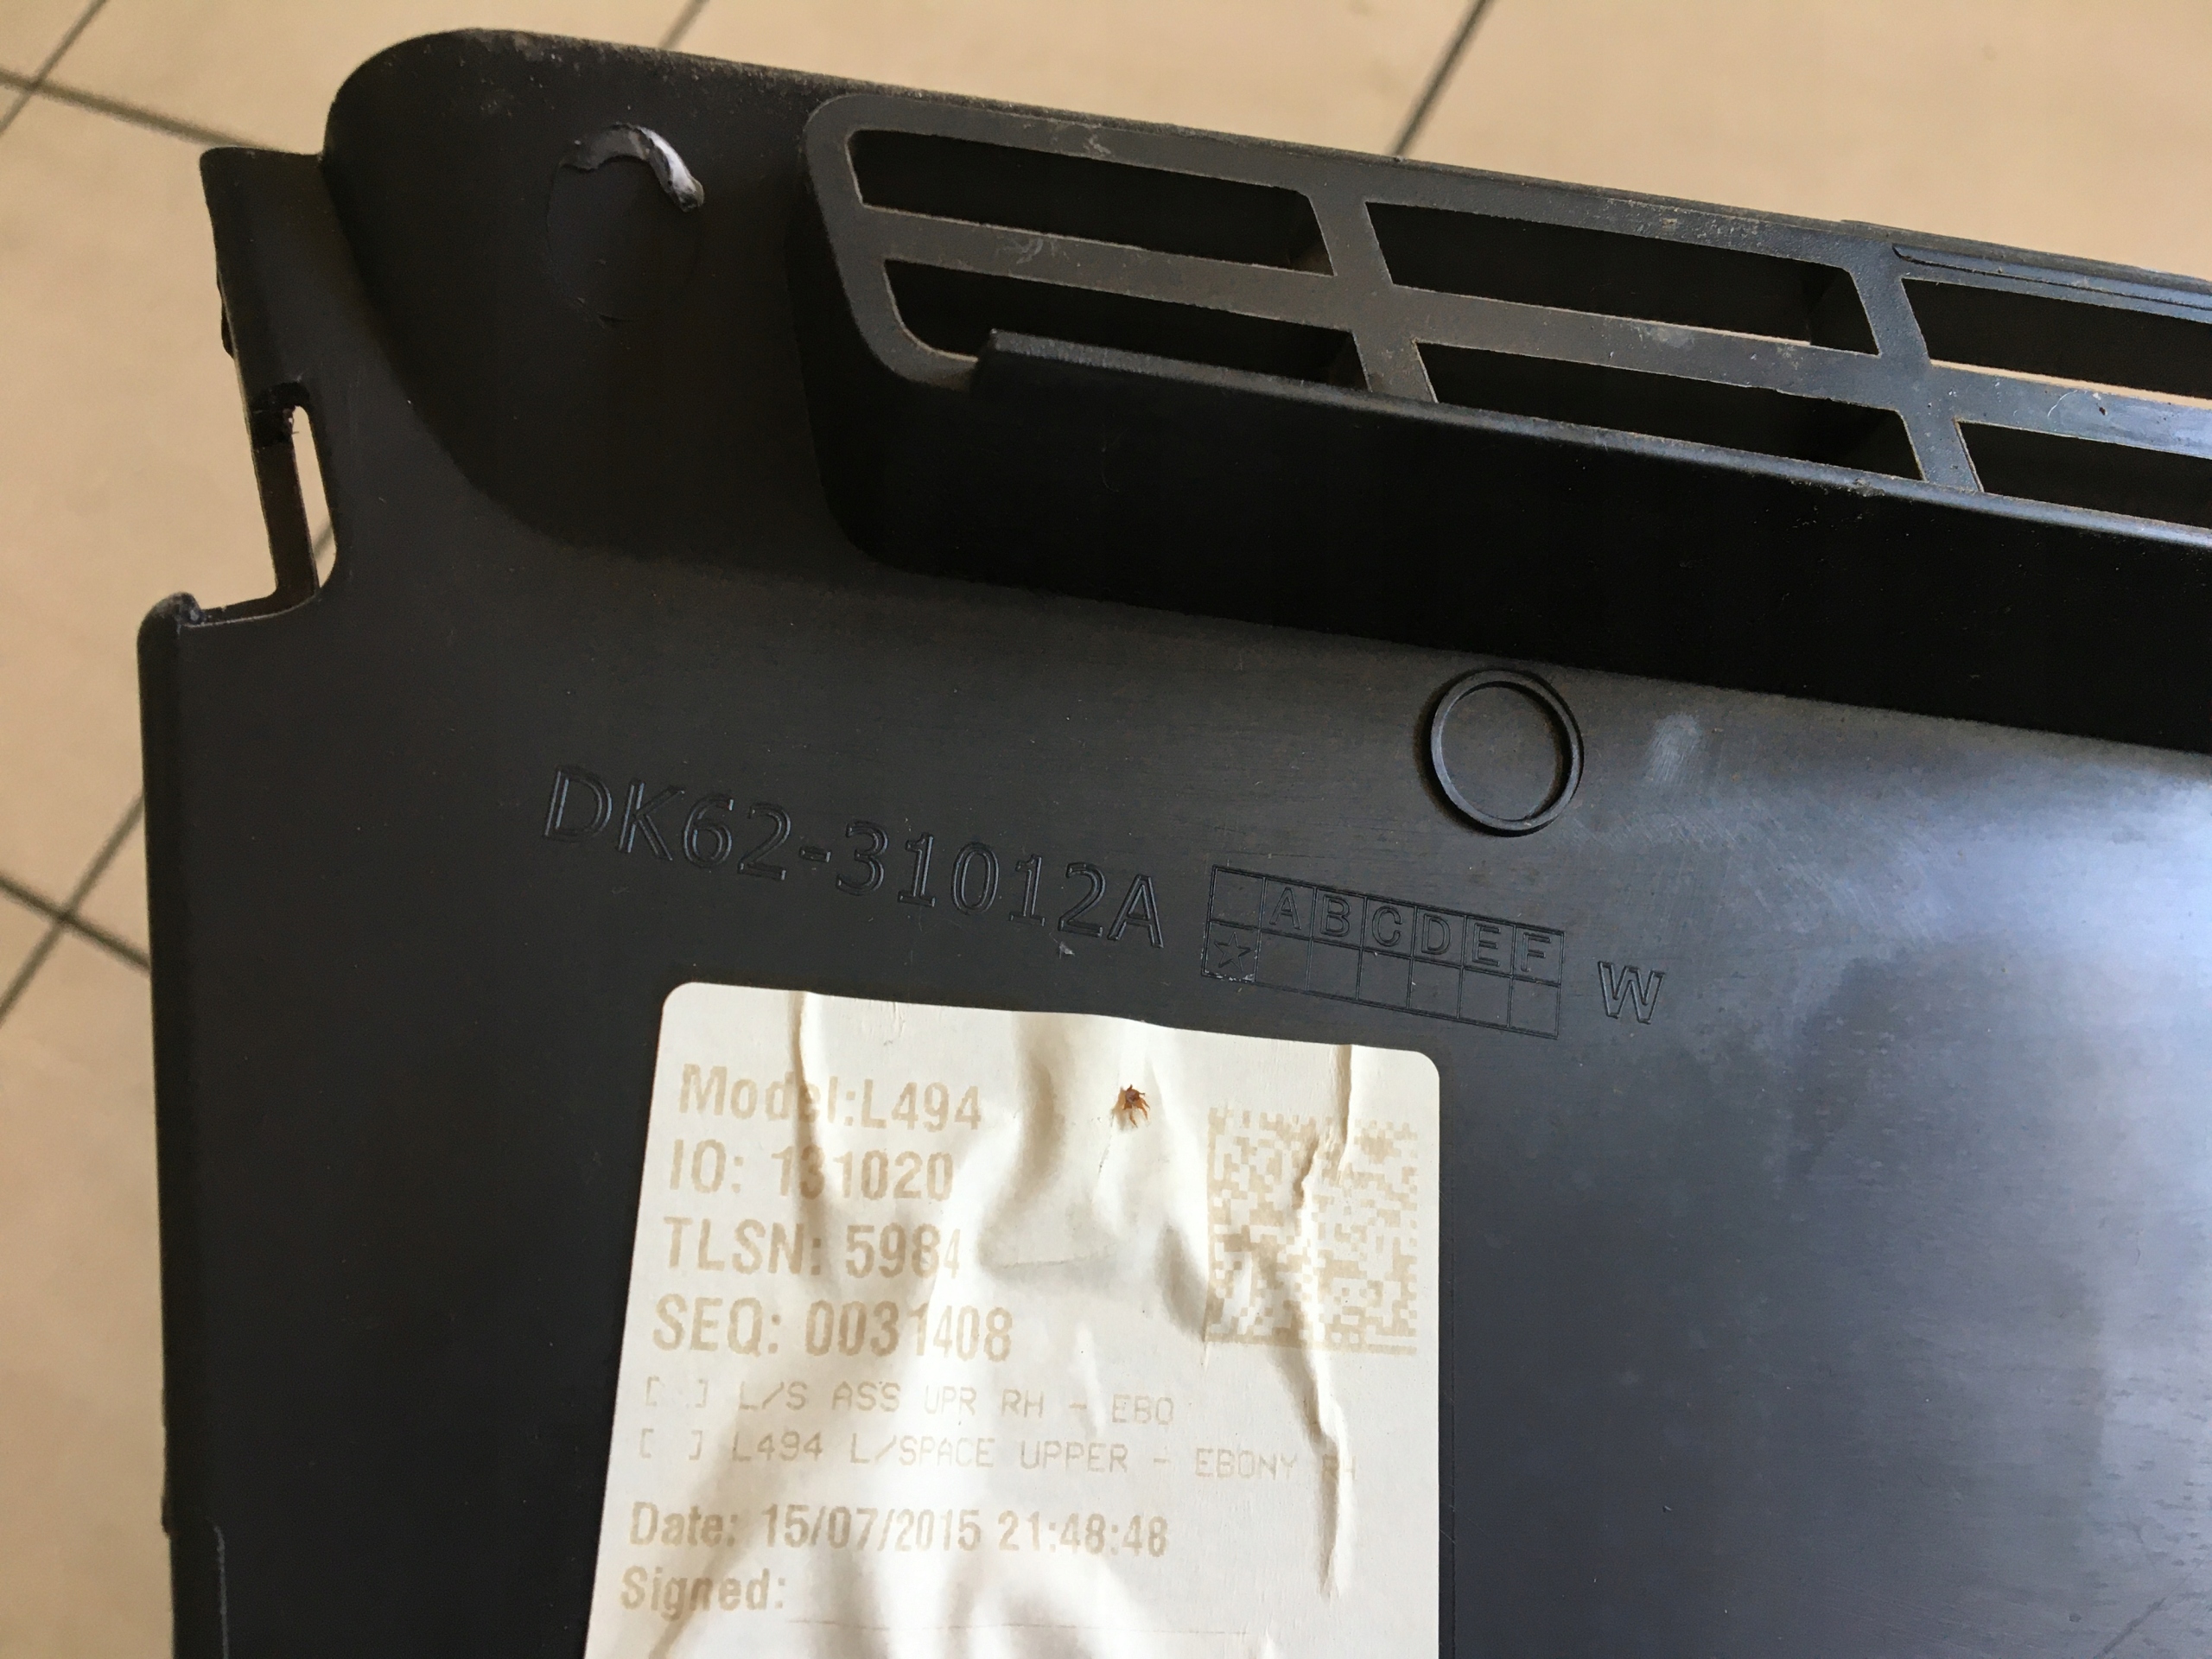 DK62-31012A
A B C D E F
W
Model:L494
IO: 131020
TLSN: 5984
SEQ: 0031408
[ ] L/S ASS UPR RH - EBO
[ ] L494 L/SPACE UPPER - EBONY RH
Date: 15/07/2015 21:48:48
Signed: